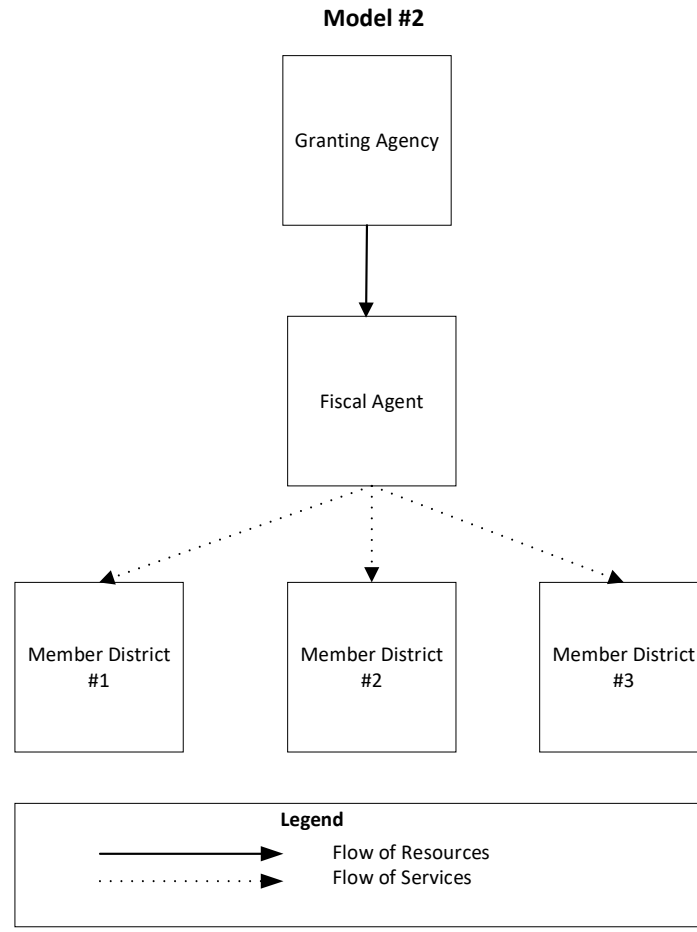 Model #2
Granting Agency
Fiscal Agent
Member District
#1
Member District
#2
Member District
#3
Legend
Flow of Resources
Flow of Services